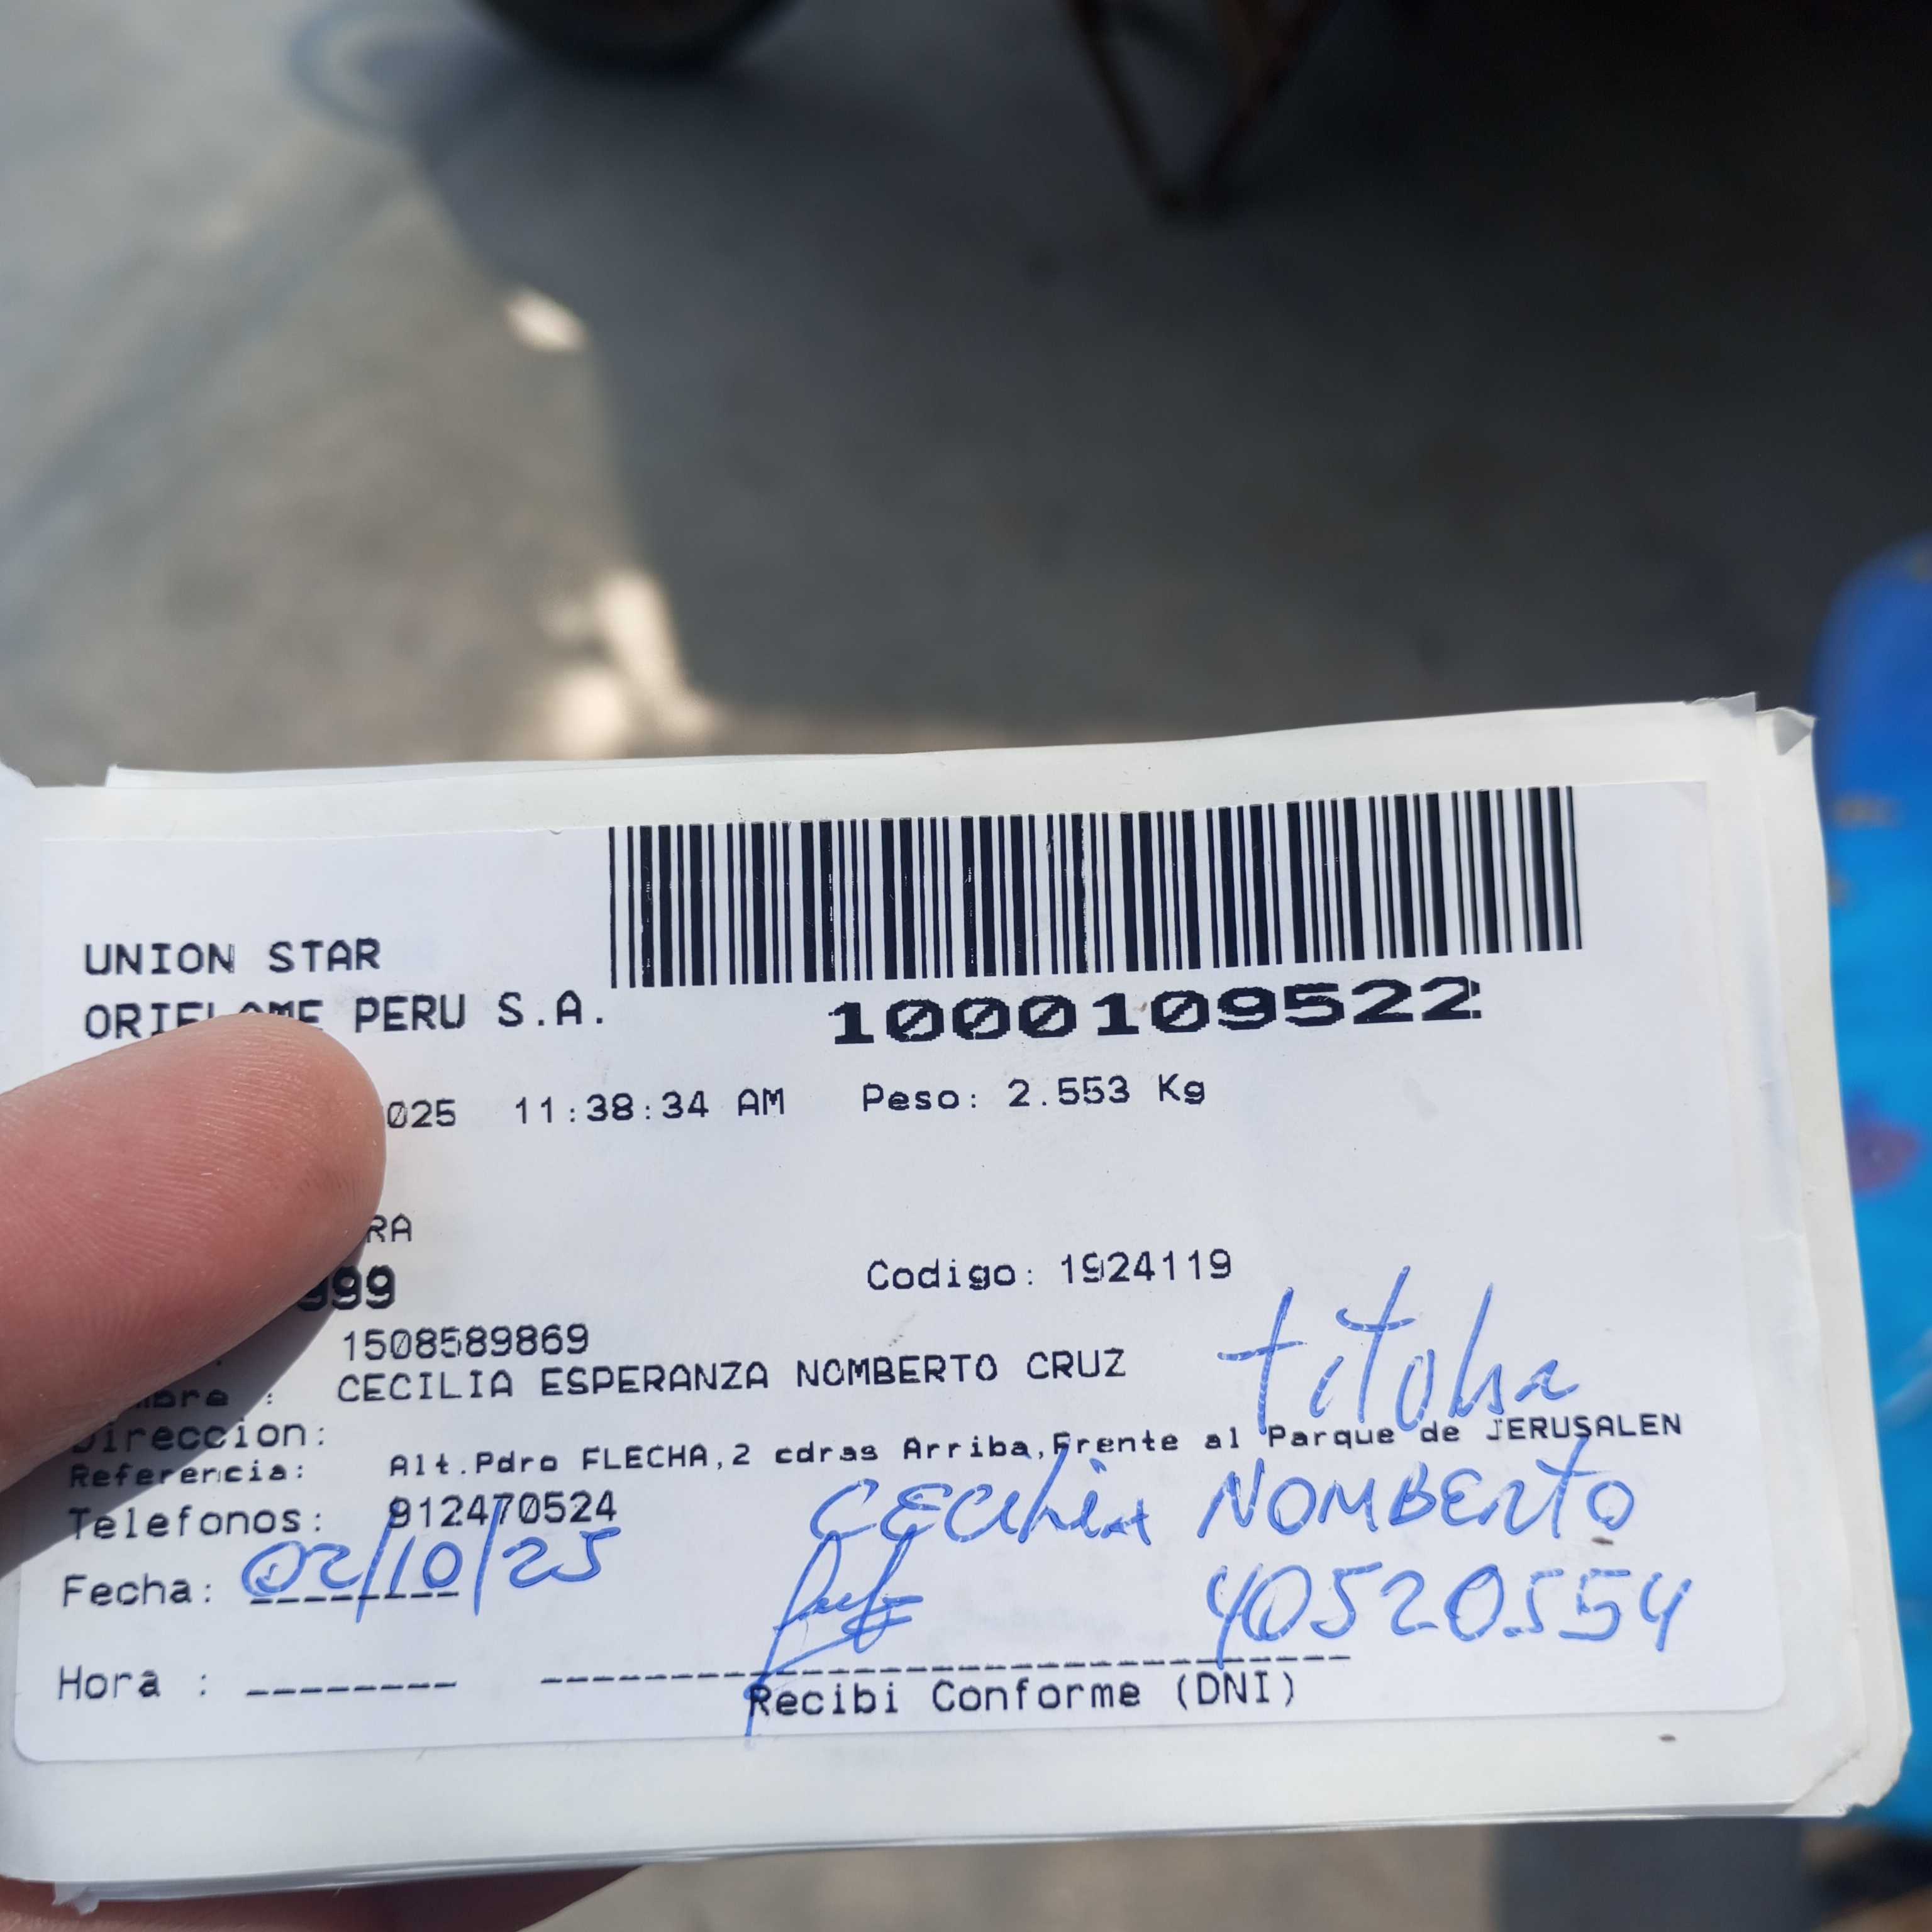 UNION STAR
ORIFLAME PERU S.A.
1000109522
025 11:38:34 AM Peso: 2.553 Kg
RA
999 Codigo: 1924119
1508589869
CECILIA ESPERANZA NOMBERTO CRUZ
titular
Direccion:
Referencia: Alt.Pdro FLECHA,2 cdras Arriba,Frente al Parque de JERUSALEN
Telefonos: 912470524
CECILIA NOMBERTO
Fecha: 02/10/25
40520554
Hora : -------- 
Recibi Conforme (DNI)